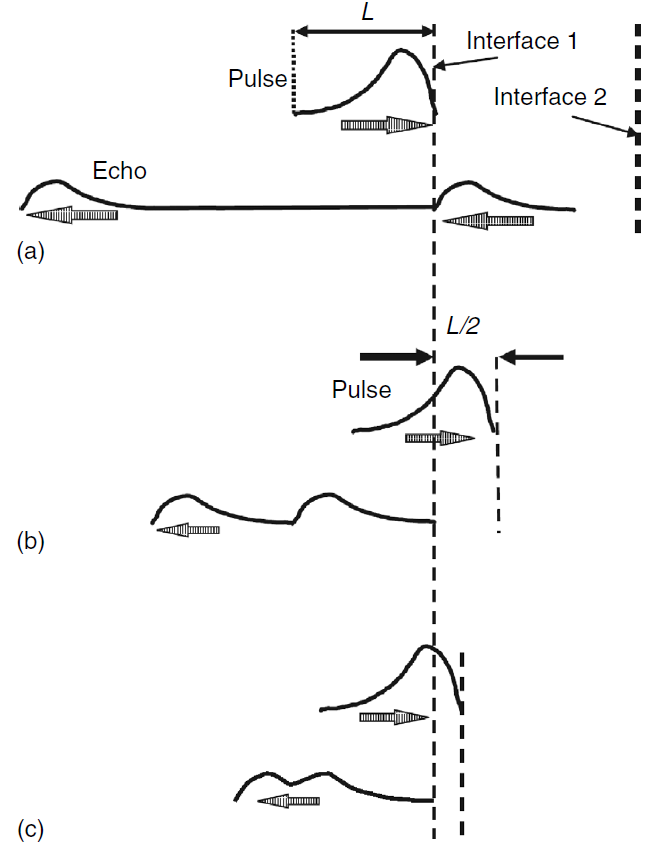 L
Interface 1
Pulse
Interface 2
Echo
(a)
L/2
Pulse
(b)
(c)